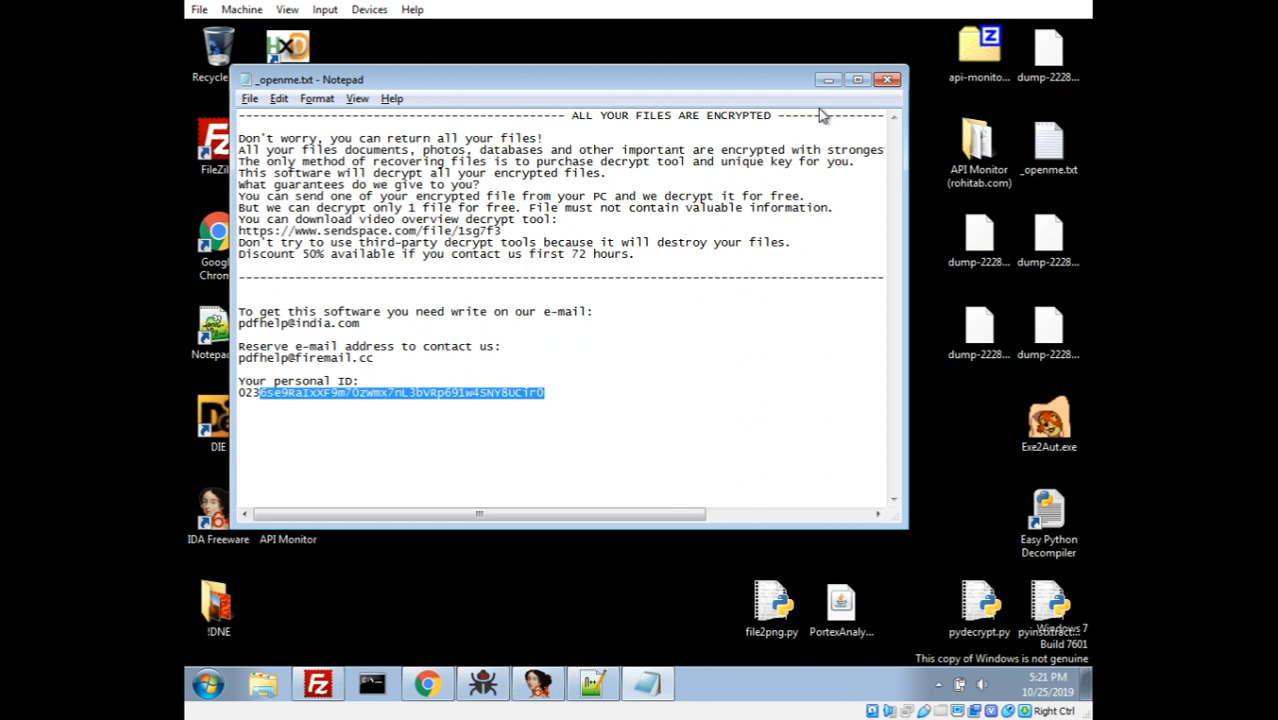 File Machine View Input Devices Help
Recycle
HXD
api-monito...
dump-2228...
_openme.txt - Notepad
File Edit Format View Help
-------------------------------------------- ALL YOUR FILES ARE ENCRYPTED --------------
Don't worry, you can return all your files!
All your files documents, photos, databases and other important are encrypted with stronges
The only method of recovering files is to purchase decrypt tool and unique key for you.
This software will decrypt all your encrypted files.
What guarantees do we give to you?
You can send one of your encrypted file from your PC and we decrypt it for free.
But we can decrypt only 1 file for free. File must not contain valuable information.
You can download video overview decrypt tool:
https://www.sendspace.com/file/1sg7f3
Don't try to use third-party decrypt tools because it will destroy your files.
Discount 50% available if you contact us first 72 hours.
-----------------------------------------------------------------------------------------
To get this software you need write on our e-mail:
pdfhelp@india.com
Reserve e-mail address to contact us:
pdfhelp@firemail.cc
Your personal ID:
FileZil
API Monitor
(rohitab.com)
_openme.txt
Goog
Chrom
dump-2228...
dump-2228...
Notepa
dump-2228...
dump-2228...
DIE
Exe2Aut.exe
IDA Freeware
API Monitor
Easy Python
Decompiler
!DNE
file2png.py
PortexAnaly...
pydecrypt.py
pyinstxtract...
Windows 7
Build 7601
This copy of Windows is not genuine
5:21 PM
10/25/2019
Right Ctrl